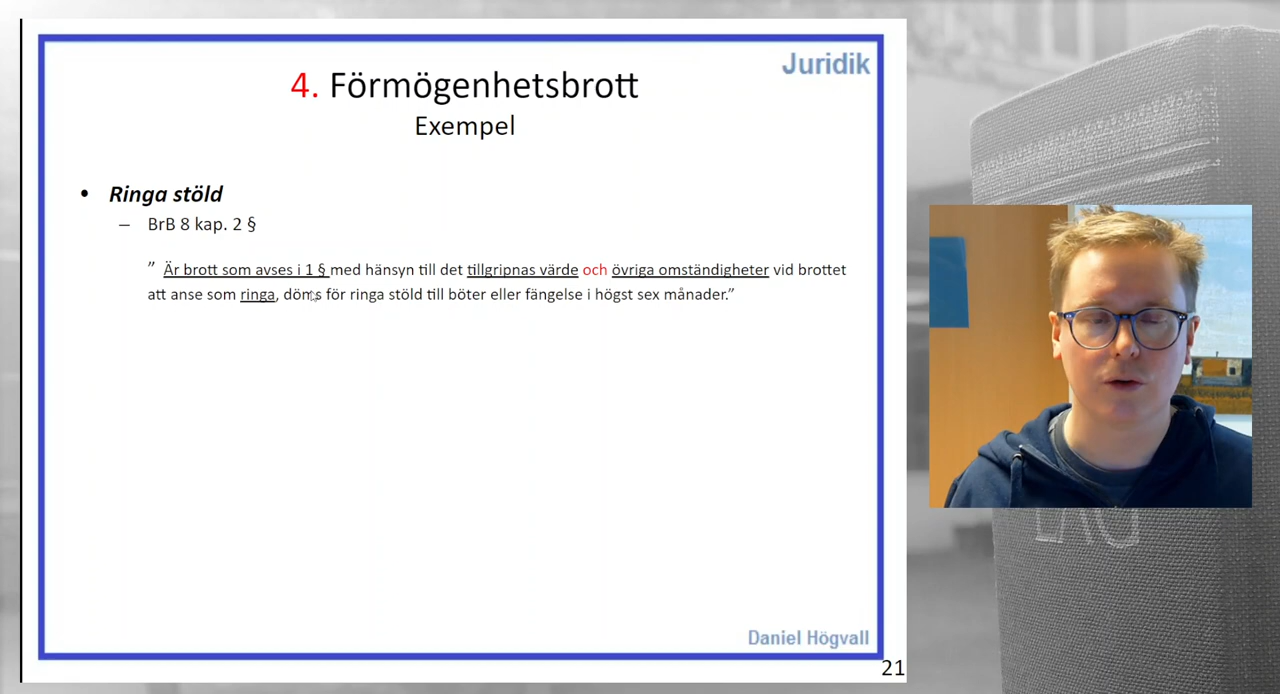 Juridik
4. Förmögenhetsbrott
Exempel
• Ringa stöld
– BrB 8 kap. 2 §
” Är brott som avses i 1 § med hänsyn till det tillgripnas värde och övriga omständigheter vid brottet
att anse som ringa, döms för ringa stöld till böter eller fängelse i högst sex månader.”
Daniel Högvall
21